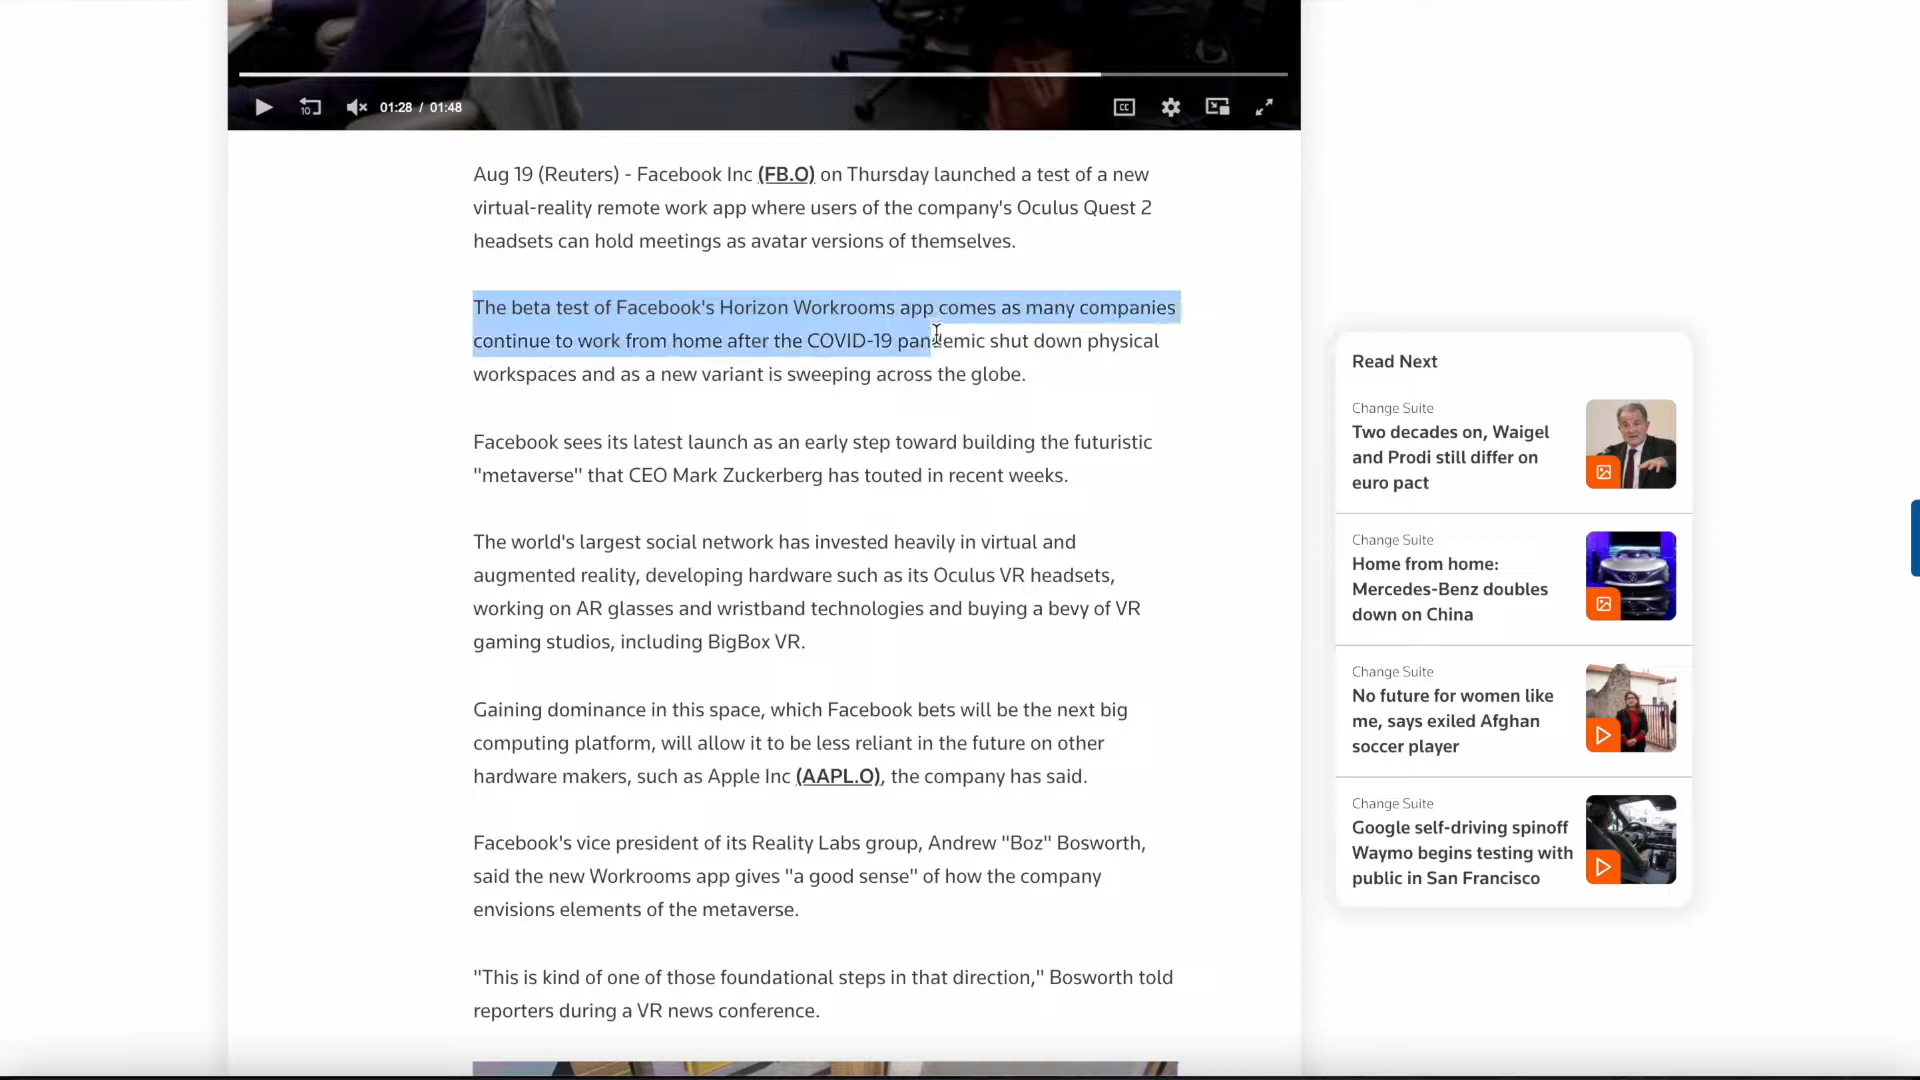 10
01:28 / 01:48
CC
Aug 19 (Reuters) - Facebook Inc (FB.O) on Thursday launched a test of a new
virtual-reality remote work app where users of the company's Oculus Quest 2
headsets can hold meetings as avatar versions of themselves.
The beta test of Facebook's Horizon Workrooms app comes as many companies
continue to work from home after the COVID-19 pandemic shut down physical
workspaces and as a new variant is sweeping across the globe.
Facebook sees its latest launch as an early step toward building the futuristic
"metaverse" that CEO Mark Zuckerberg has touted in recent weeks.
The world's largest social network has invested heavily in virtual and
augmented reality, developing hardware such as its Oculus VR headsets,
working on AR glasses and wristband technologies and buying a bevy of VR
gaming studios, including BigBox VR.
Gaining dominance in this space, which Facebook bets will be the next big
computing platform, will allow it to be less reliant in the future on other
hardware makers, such as Apple Inc (AAPL.O), the company has said.
Facebook's vice president of its Reality Labs group, Andrew "Boz" Bosworth,
said the new Workrooms app gives "a good sense" of how the company
envisions elements of the metaverse.
"This is kind of one of those foundational steps in that direction," Bosworth told
reporters during a VR news conference.
Read Next
Change Suite
Two decades on, Waigel
and Prodi still differ on
euro pact
Change Suite
Home from home:
Mercedes-Benz doubles
down on China
Change Suite
No future for women like
me, says exiled Afghan
soccer player
Change Suite
Google self-driving spinoff
Waymo begins testing with
public in San Francisco